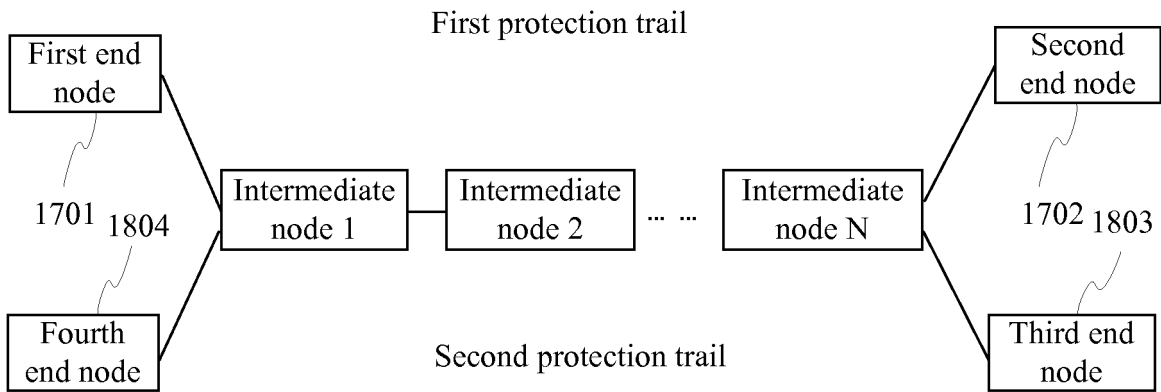 First protection trail
First end
node
Second
end node
1701
1804
Intermediate
node 1
Intermediate
node 2
... ...
Intermediate
node N
1702
1803
Fourth
end node
Second protection trail
Third end
node